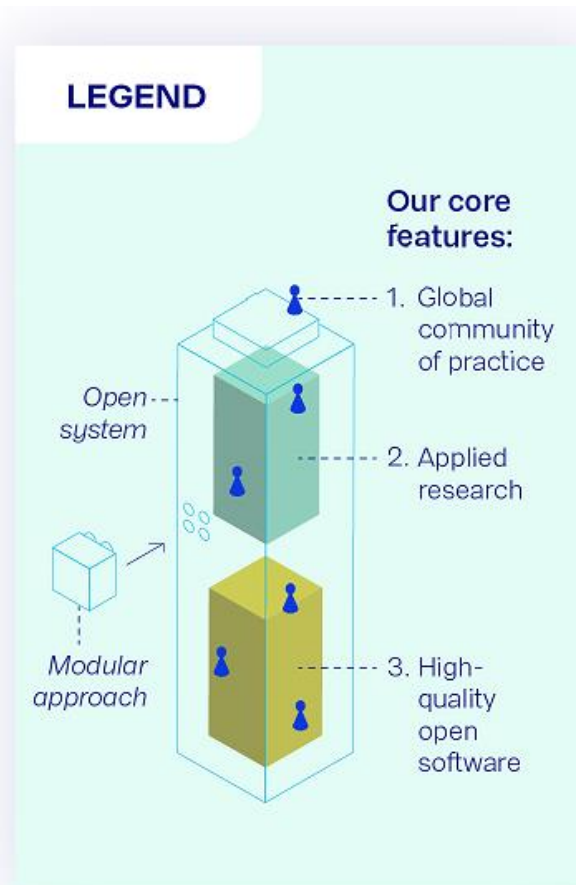 LEGEND
Our core
features:
1. Global
community
of practice
Open
system
2. Applied
research
Modular
approach
3. High-
quality
open
software